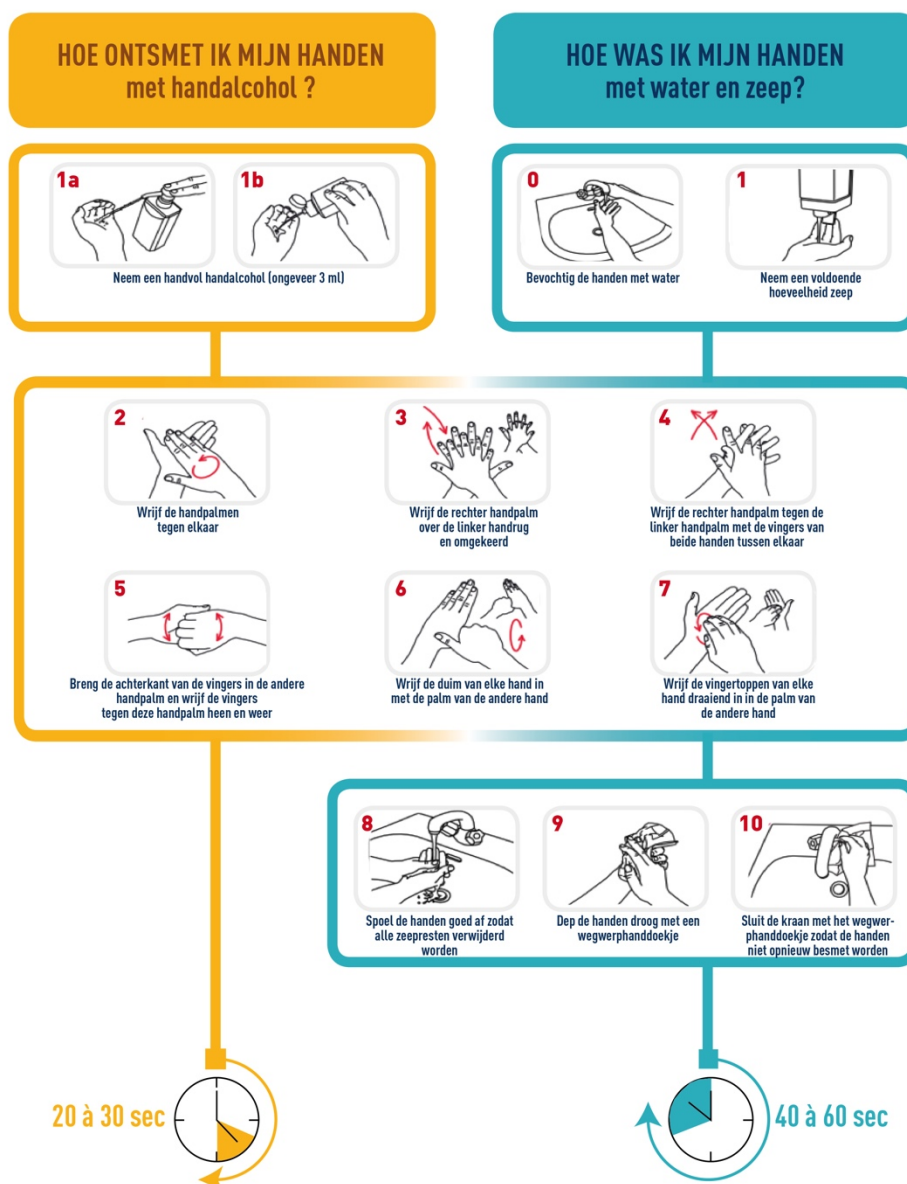 HOE ONTSMET IK MIJN HANDEN
met handalcohol ?
HOE WAS IK MIJN HANDEN
met water en zeep?
1a
1b
Neem een handvol handalcohol (ongeveer 3 ml)
0
Bevochtig de handen met water
1
Neem een voldoende
hoeveelheid zeep
2
Wrijf de handpalmen
tegen elkaar
3
Wrijf de rechter handpalm
over de linker handrug
en omgekeerd
4
Wrijf de rechter handpalm tegen de
linker handpalm met de vingers van
beide handen tussen elkaar
5
Breng de achterkant van de vingers in de andere
handpalm en wrijf de vingers
tegen deze handpalm heen en weer
6
Wrijf de duim van elke hand in
met de palm van de andere hand
7
Wrijf de vingertoppen van elke
hand draaiend in in de palm van
de andere hand
8
Spoel de handen goed af zodat
alle zeepresten verwijderd
worden
9
Dep de handen droog met een
wegwerphanddoekje
10
Sluit de kraan met het wegwer-
phanddoekje zodat de handen
niet opnieuw besmet worden
20 à 30 sec
40 à 60 sec